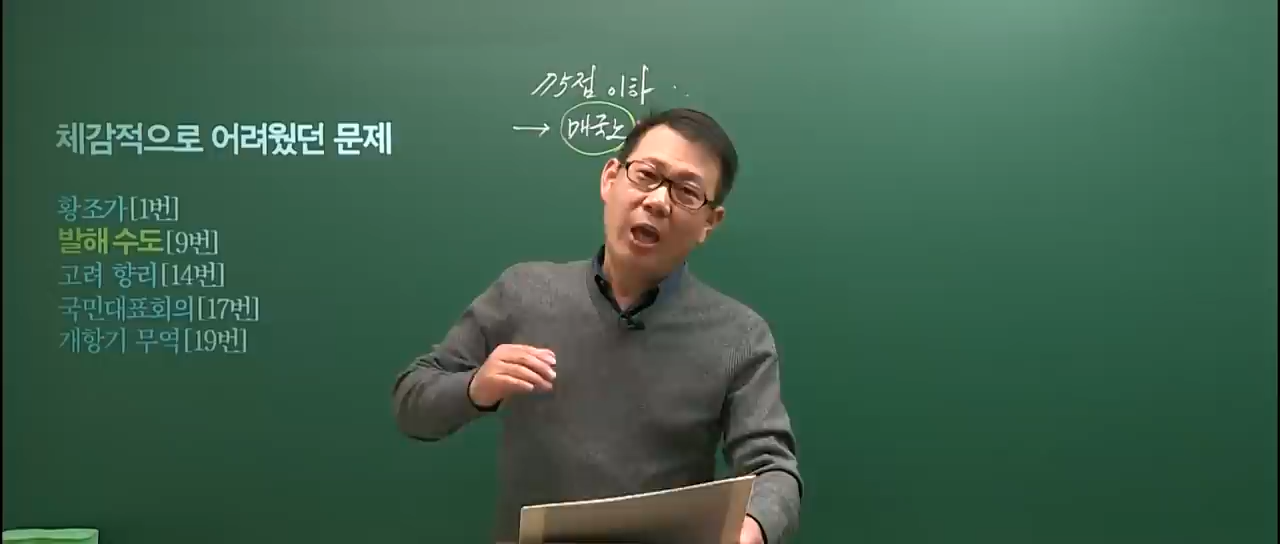 75점 이하 ..
→ 매국노
체감적으로 어려웠던 문제
황조가[1번]
발해 수도[9번]
고려 향리[14번]
국민대표회의[17번]
개항기 무역[19번]